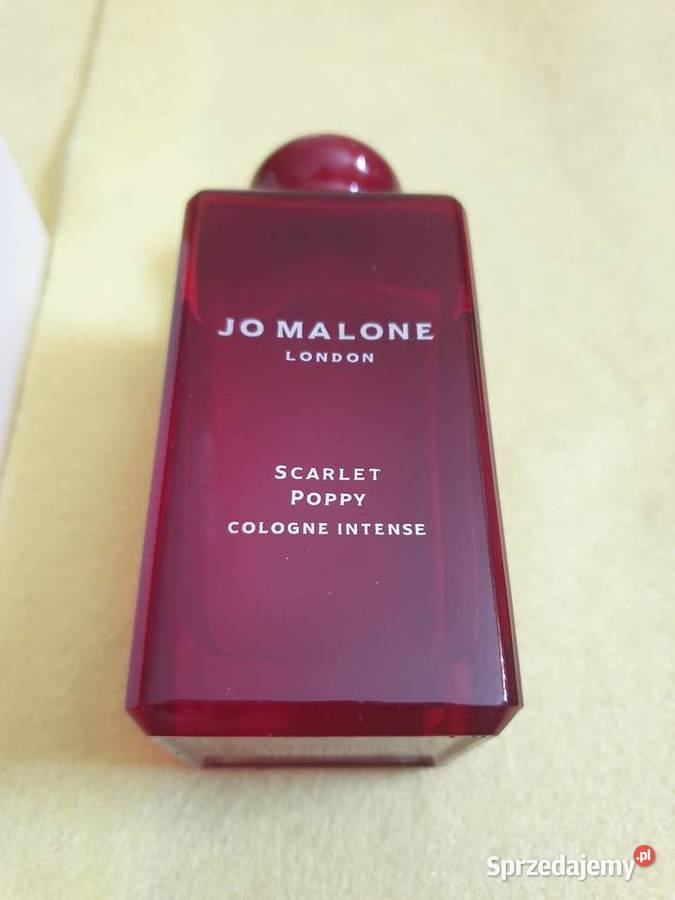 JO MALONE
LONDON
SCARLET
POPPY
COLOGNE INTENSE
Sprzedajemy.pl